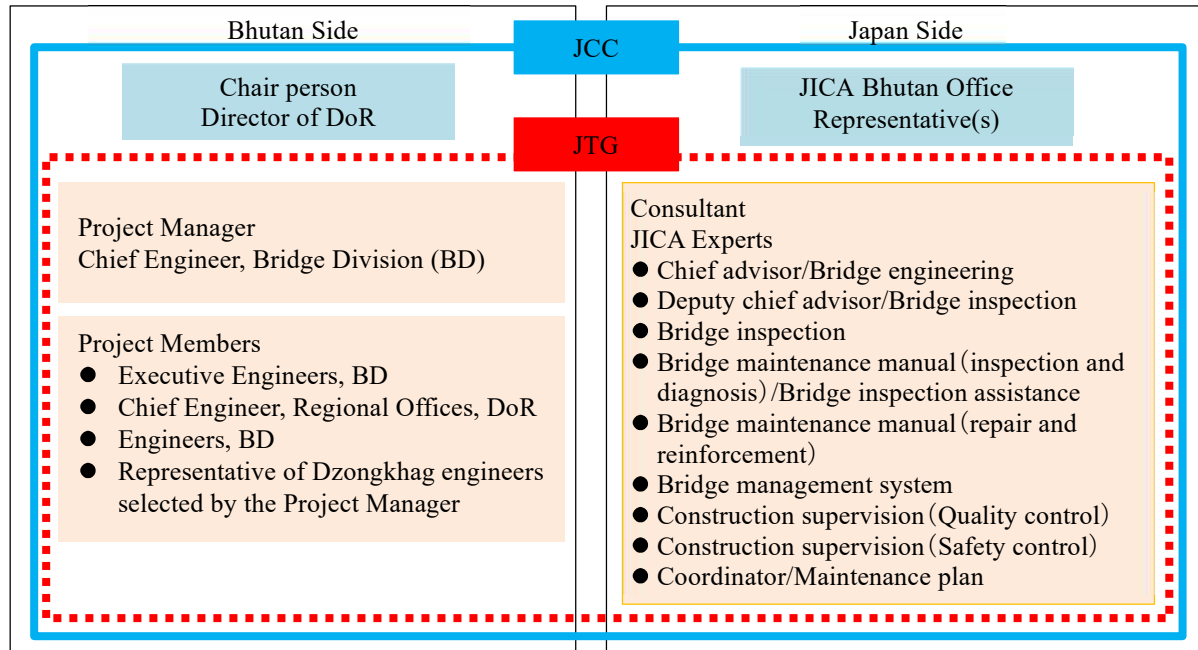 Bhutan Side
JCC
Japan Side
Chair person
Director of DoR
JICA Bhutan Office
Representative(s)
JTG
Project Manager
Chief Engineer, Bridge Division (BD)
Project Members
● Executive Engineers, BD
● Chief Engineer, Regional Offices, DoR
● Engineers, BD
● Representative of Dzongkhag engineers
selected by the Project Manager
Consultant
JICA Experts
● Chief advisor/Bridge engineering
● Deputy chief advisor/Bridge inspection
● Bridge inspection
● Bridge maintenance manual(inspection and
diagnosis)/Bridge inspection assistance
● Bridge maintenance manual(repair and
reinforcement)
● Bridge management system
● Construction supervision(Quality control)
● Construction supervision(Safety control)
● Coordinator/Maintenance plan